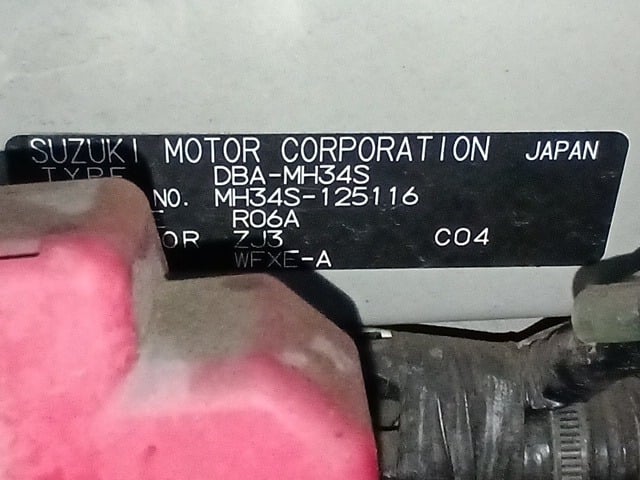 SUZUKI MOTOR CORPORATION JAPAN
TYPE DBA-MH34S
NO. MH34S-125116
R06A
OR ZJ3 C04
WFXE-A